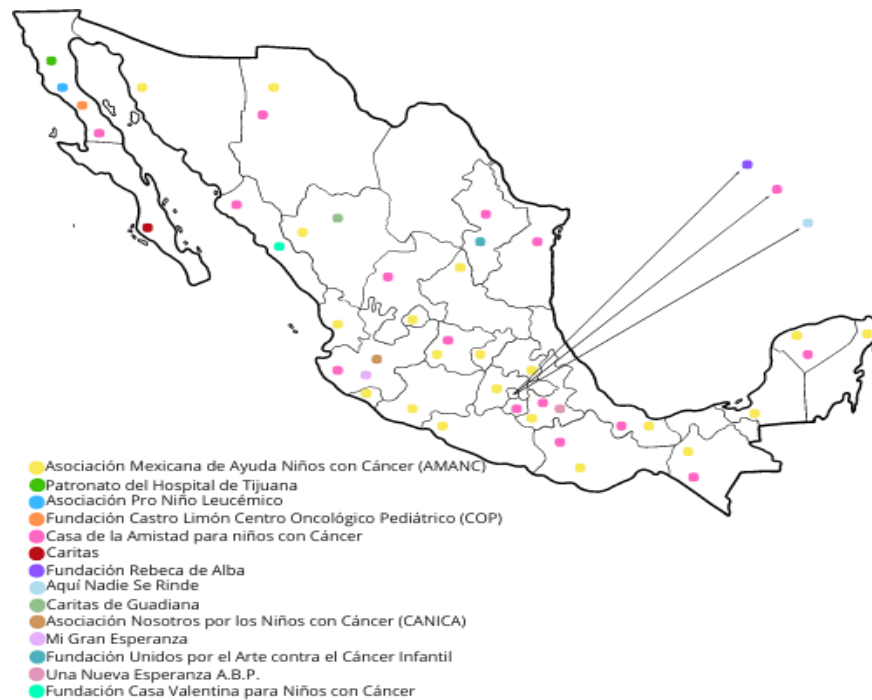 Asociación Mexicana de Ayuda Niños con Cáncer (AMANC)
Patronato del Hospital de Tijuana
Asociación Pro Niño Leucémico
Fundación Castro Limón Centro Oncológico Pediátrico (COP)
Casa de la Amistad para niños con Cáncer
Caritas
Fundación Rebeca de Alba
Aquí Nadie Se Rinde
Caritas de Guadiana
Asociación Nosotros por los Niños con Cáncer (CANICA)
Mi Gran Esperanza
Fundación Unidos por el Arte contra el Cáncer Infantil
Una Nueva Esperanza A.B.P.
Fundación Casa Valentina para Niños con Cáncer